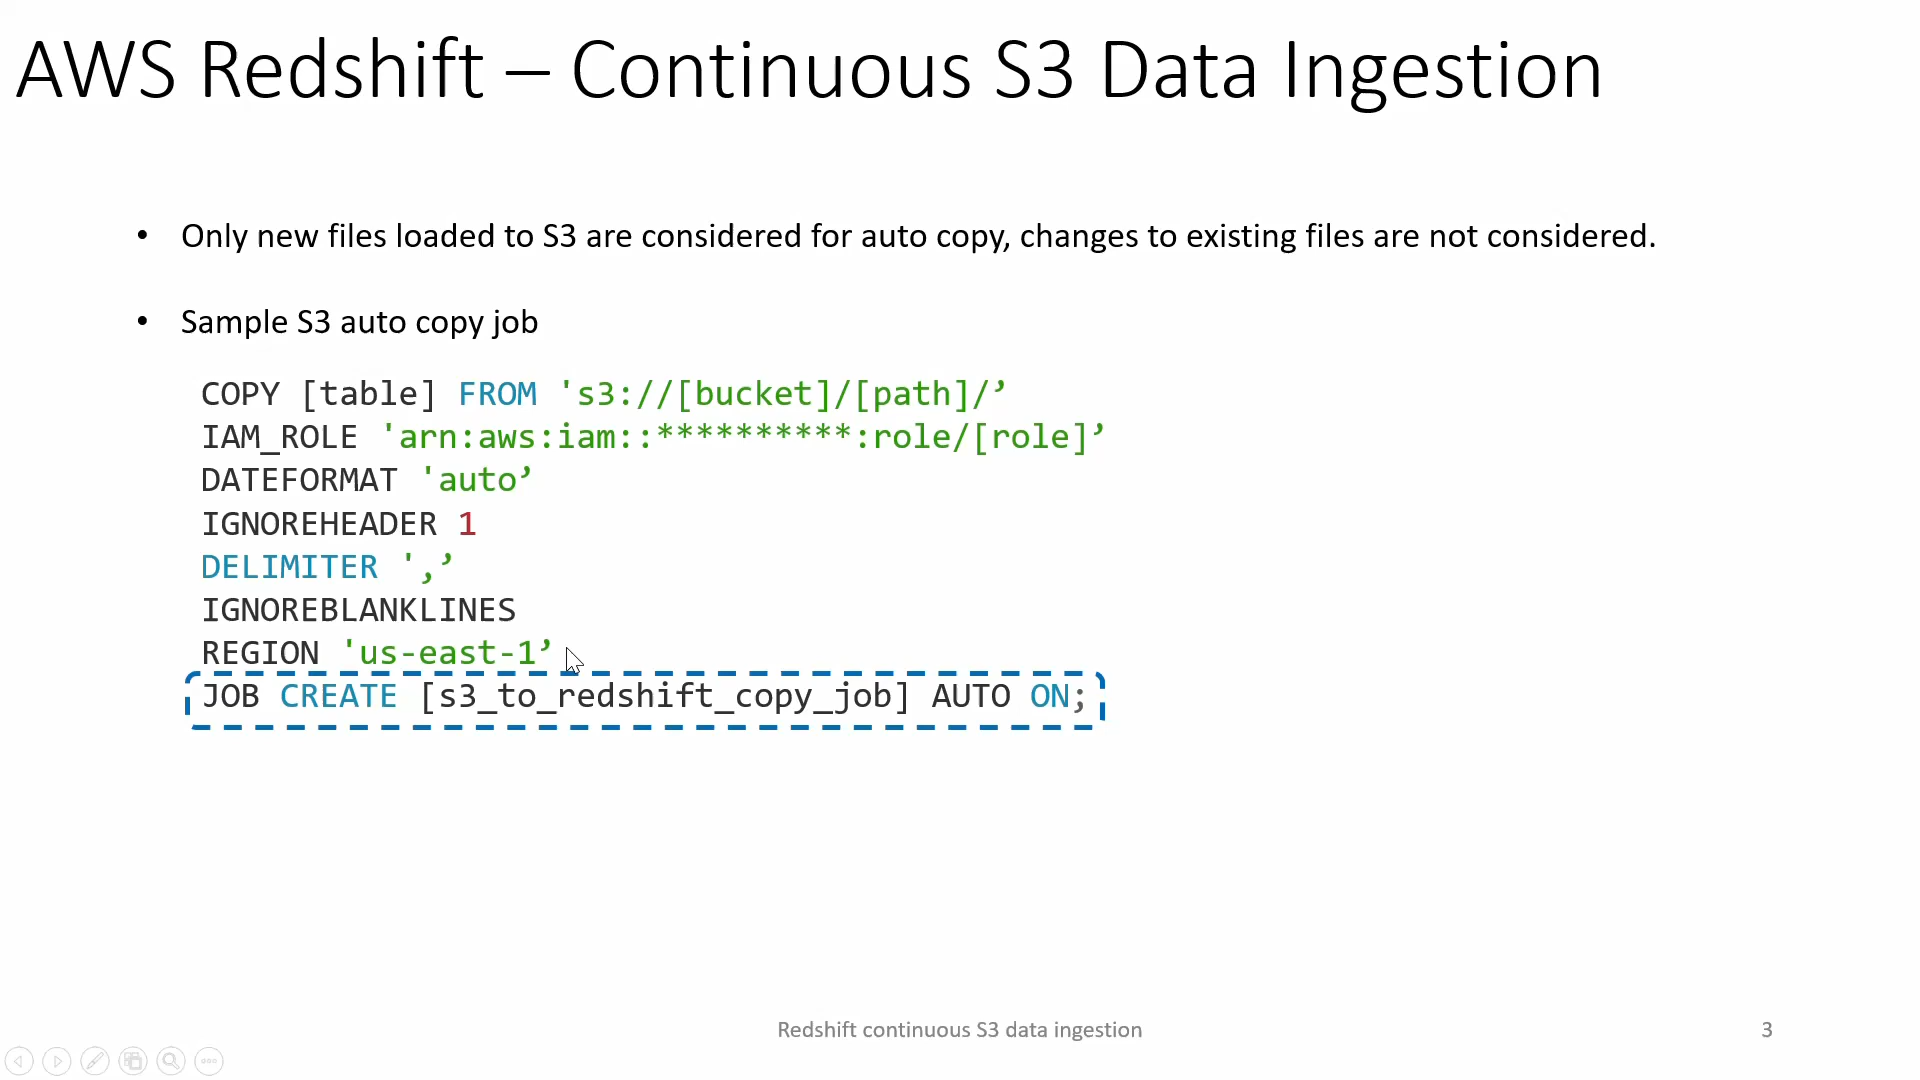 AWS Redshift – Continuous S3 Data Ingestion
• Only new files loaded to S3 are considered for auto copy, changes to existing files are not considered.
• Sample S3 auto copy job
COPY [table] FROM 's3://[bucket]/[path]/’
IAM_ROLE 'arn:aws:iam::**********:role/[role]’
DATEFORMAT 'auto’
IGNOREHEADER 1
DELIMITER ',’
IGNOREBLANKLINES
REGION 'us-east-1’
JOB CREATE [s3_to_redshift_copy_job] AUTO ON;
Redshift continuous S3 data ingestion
3